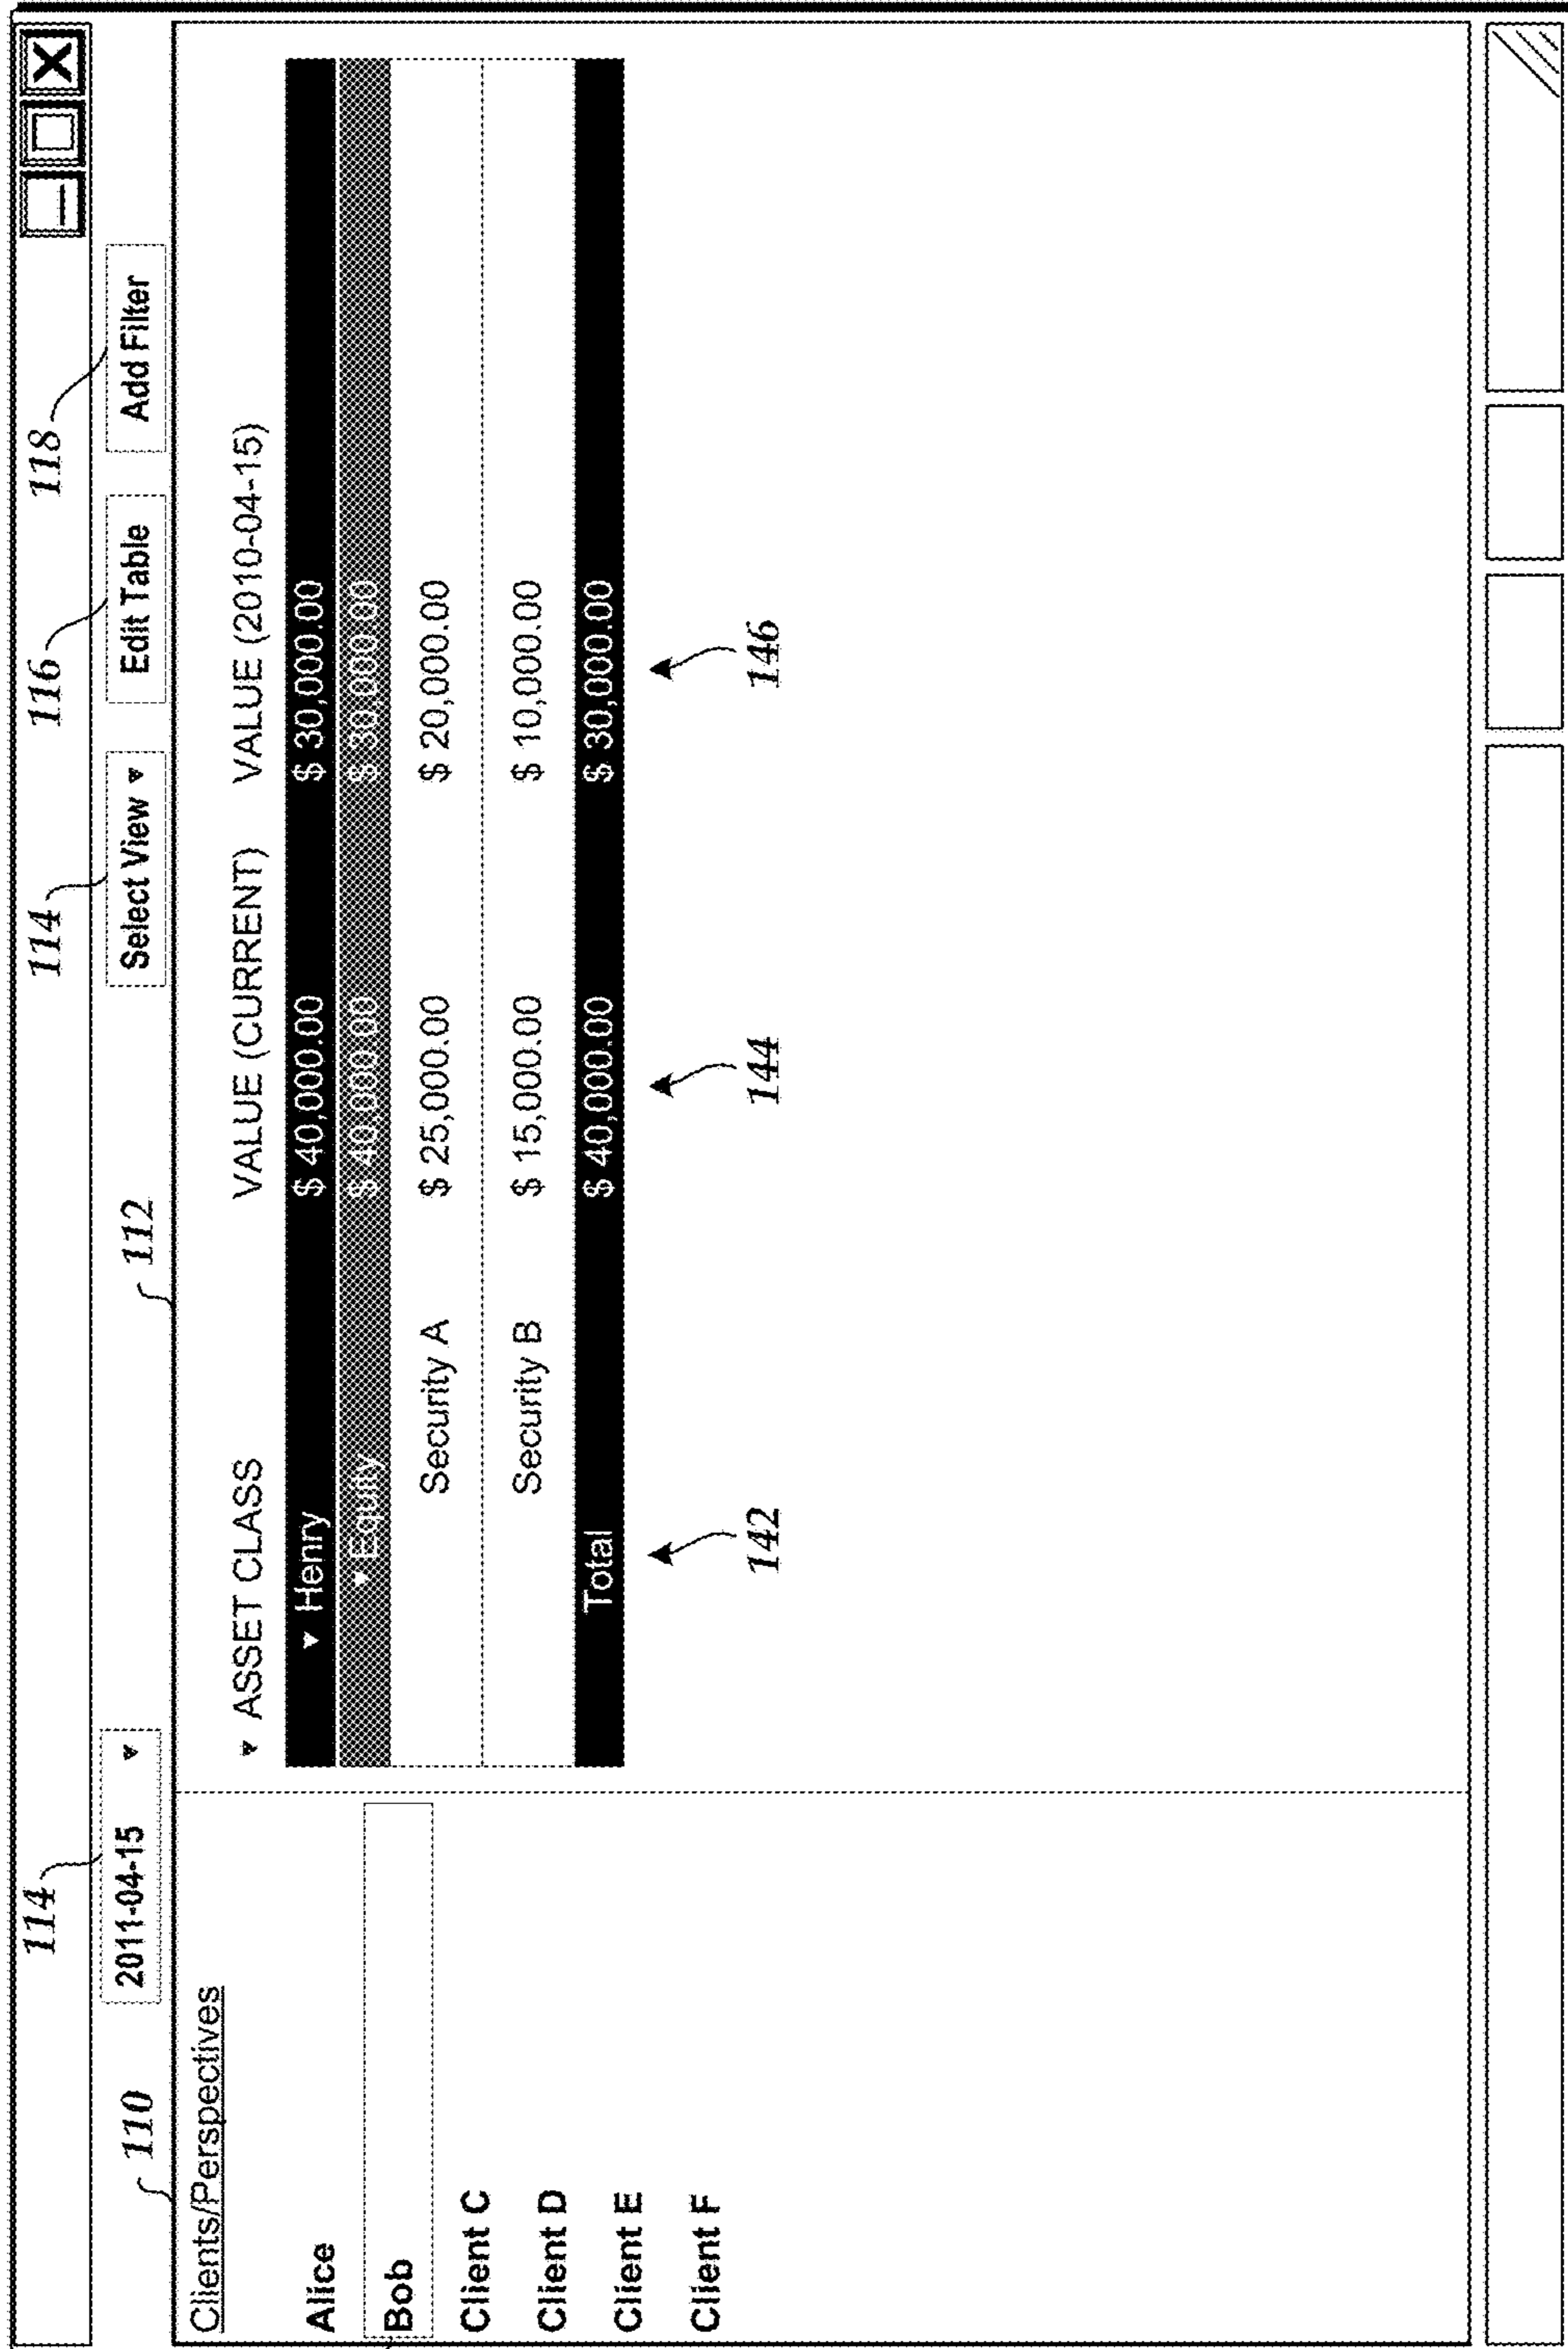 114 114 116 118
2011-04-15 Select View Edit Table Add Filter
110 112
Clients/Perspectives
Alice
Bob
Client C
Client D
Client E
Client F
ASSET CLASS VALUE (CURRENT) VALUE (2010-04-15)
Henry $ 40,000.00 $ 30,000.00
Equity $ 40,000.00 $ 30,000.00
Security A $ 25,000.00 $ 20,000.00
Security B $ 15,000.00 $ 10,000.00
Total $ 40,000.00 $ 30,000.00
142 144 146